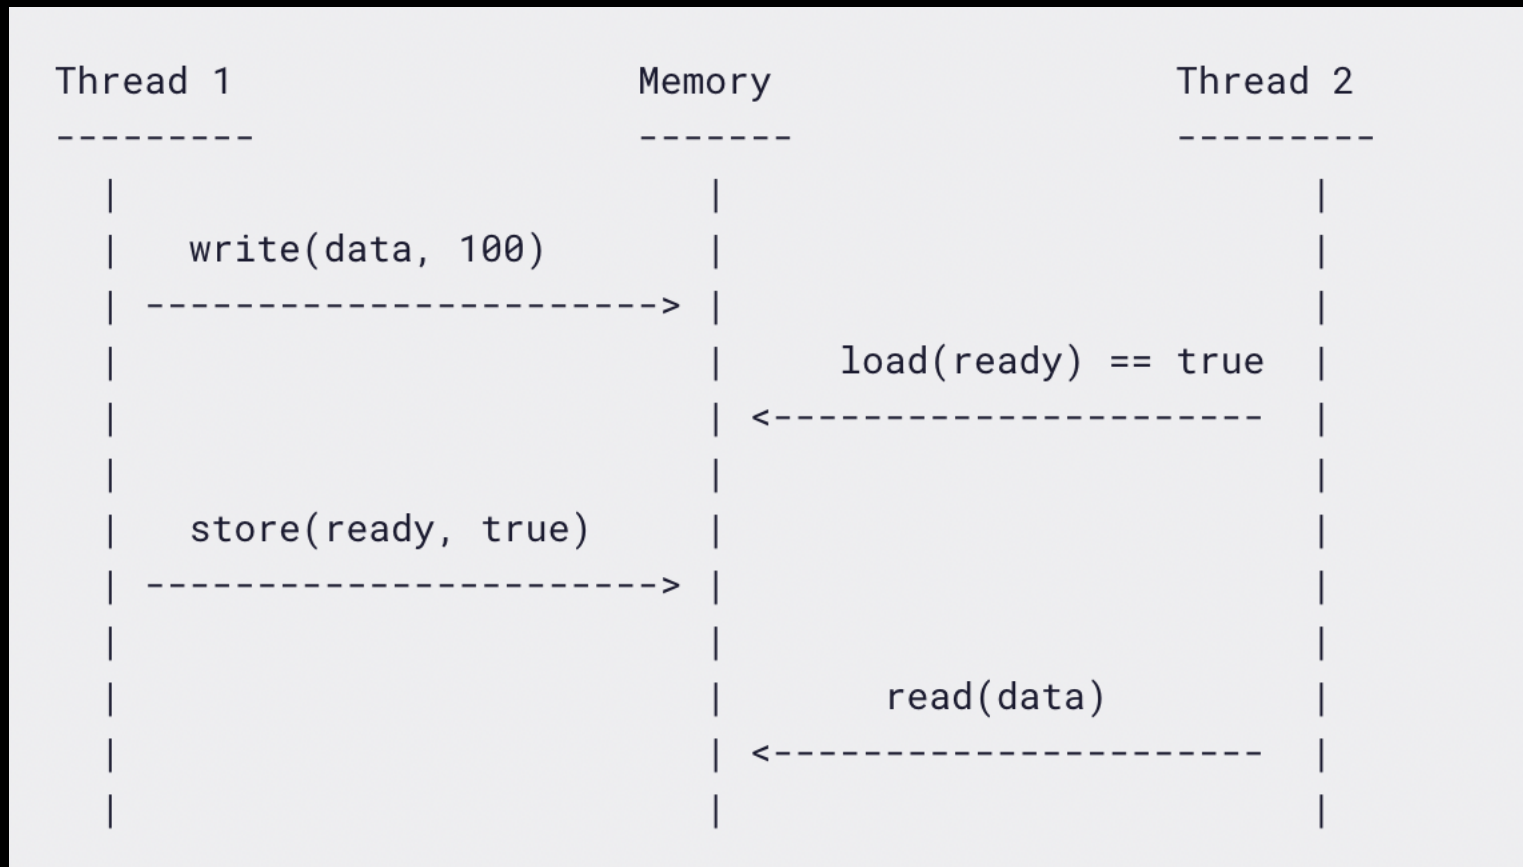 Thread 1                  Memory                  Thread 2
---------                 -------                 ---------
  |                          |                          |
  |   write(data, 100)       |                          |
  | -----------------------> |                          |
  |                          |     load(ready) == true  |
  |                          | <----------------------  |
  |                          |                          |
  |   store(ready, true)     |                          |
  | -----------------------> |                          |
  |                          |                          |
  |                          |       read(data)         |
  |                          | <----------------------  |
  |                          |                          |